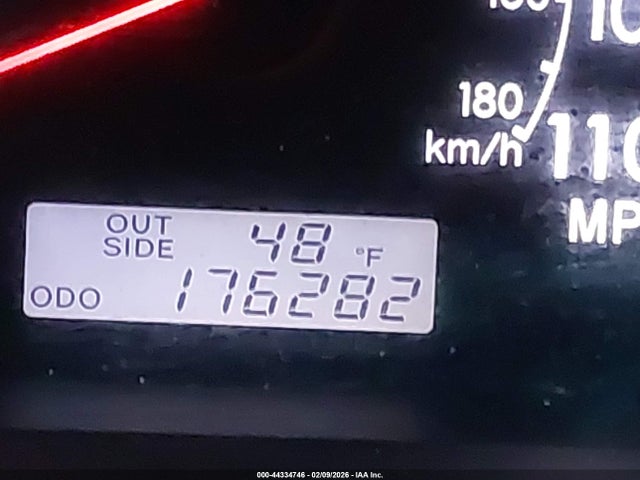 180
km/h
110
MP
OUT
SIDE
48 °F
ODO 176282
000-44334746 - 02/09/2026 - IAA Inc.